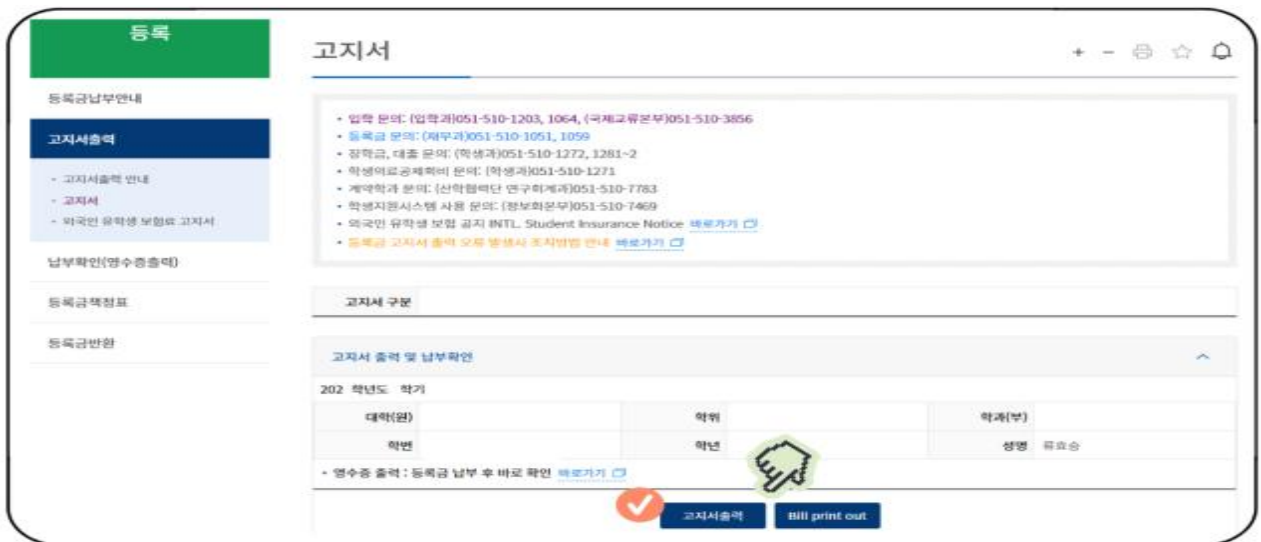 등록
등록금납부안내
고지서출력
- 고지서출력 안내
- 고지서
- 외국인 유학생 보험료 고지서
납부확인(영수증출력)
등록금책정표
등록금반환
고지서
+ -
• 입학 문의: (입학과)051-510-1203, 1064, (국제교류본부)051-510-3856
• 등록금 문의: (재무과)051-510-1051, 1059
• 장학금, 대출 문의: (학생과)051-510-1272, 1281~2
• 학생의료공제회비 문의: (학생과)051-510-1271
• 계약학과 문의: (산학협력단 연구회계과)051-510-7783
• 학생지원시스템 사용 문의: (정보화본부)051-510-7469
• 외국인 유학생 보험 공지 INTL. Student Insurance Notice 바로가기
• 등록금 고지서 출력 오류 발생시 조치방법 안내 바로가기
고지서 구분
고지서 출력 및 납부확인
202 학년도 학기
대학(원) 학위 학과(부)
학번 학년 성명 류효승
• 영수증 출력 : 등록금 납부 후 바로 확인 바로가기
고지서출력 Bill print out